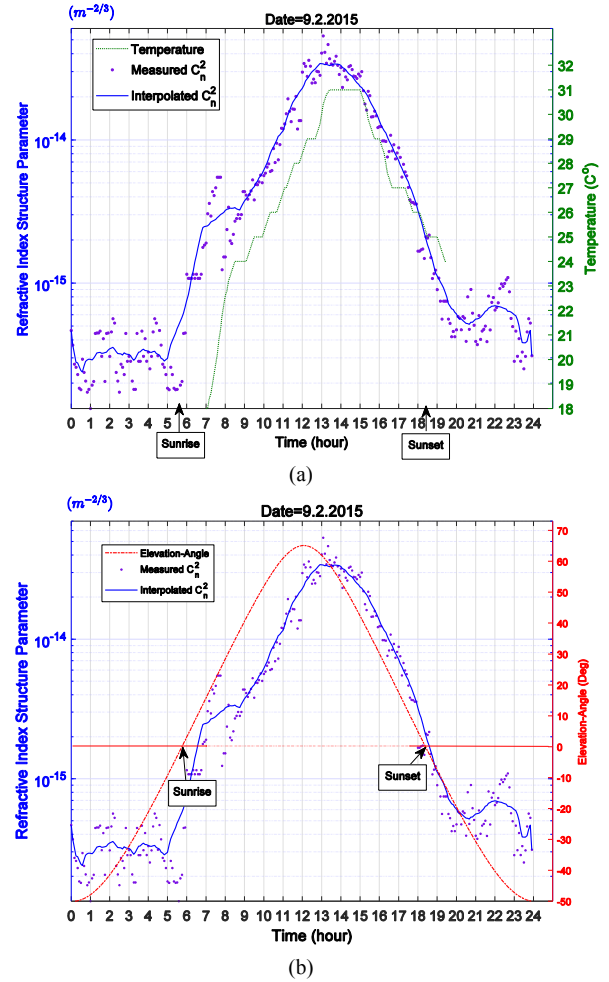 (m^{-2/3})
Date=9.2.2015
Temperature
Measured C_n^2
Interpolated C_n^2
Refractive Index Structure Parameter
10^{-14}
10^{-15}
32
31
30
29
28
27
26
25
24
23
22
21
20
19
18
Temperature (C^o)
0 1 2 3 4 5 6 7 8 9 10 11 12 13 14 15 16 17 18 19 20 21 22 23 24
Sunrise
Time (hour)
Sunset
(a)
(m^{-2/3})
Date=9.2.2015
Elevation-Angle
Measured C_n^2
Interpolated C_n^2
Refractive Index Structure Parameter
10^{-14}
10^{-15}
70
60
50
40
30
20
10
0
-10
-20
-30
-40
-50
Elevation-Angle (Deg)
Sunrise
Sunset
0 1 2 3 4 5 6 7 8 9 10 11 12 13 14 15 16 17 18 19 20 21 22 23 24
Time (hour)
(b)